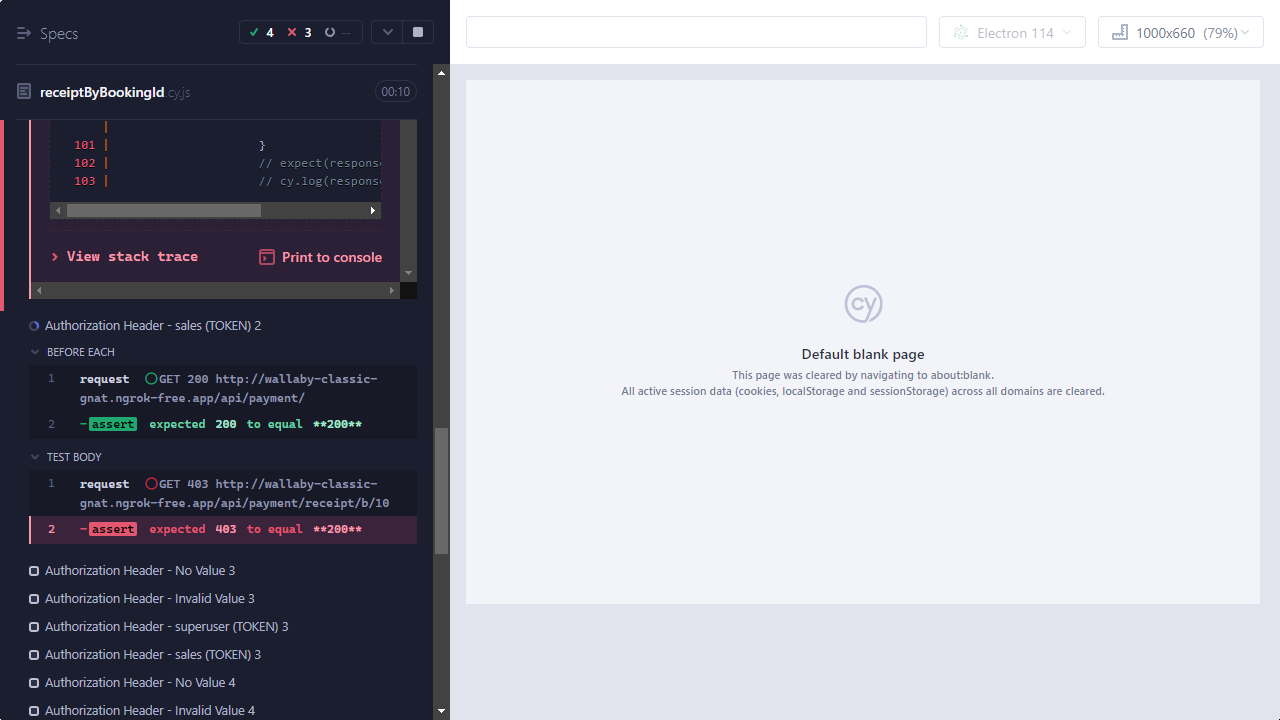 Specs
4 3 --
Electron 114
1000x660 (79%)
receiptByBookingId.cy.js
00:10
|
101 | }
102 | // expect(respons
103 | // cy.log(respons
View stack trace
Print to console
Authorization Header - sales (TOKEN) 2
BEFORE EACH
1 request GET 200 http://wallaby-classic-
gnat.ngrok-free.app/api/payment/
2 -assert expected 200 to equal **200**
TEST BODY
1 request GET 403 http://wallaby-classic-
gnat.ngrok-free.app/api/payment/receipt/b/10
2 -assert expected 403 to equal **200**
Authorization Header - No Value 3
Authorization Header - Invalid Value 3
Authorization Header - superuser (TOKEN) 3
Authorization Header - sales (TOKEN) 3
Authorization Header - No Value 4
Authorization Header - Invalid Value 4
cy
Default blank page
This page was cleared by navigating to about:blank.
All active session data (cookies, localStorage and sessionStorage) across all domains are cleared.